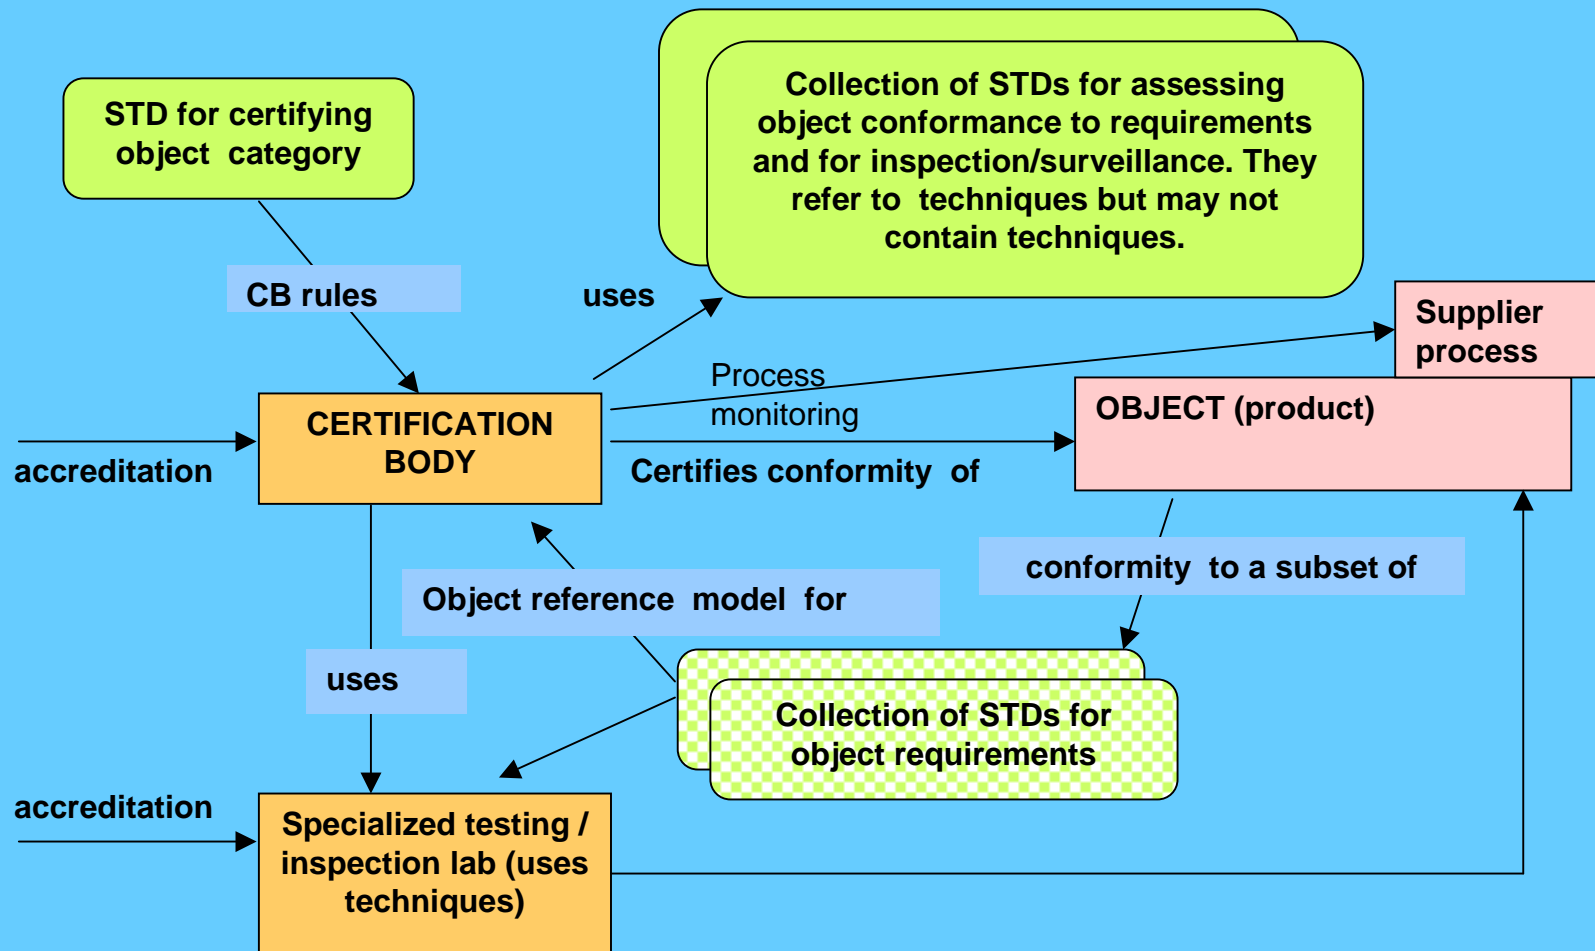 STD for certifying
object category
Collection of STDs for assessing
object conformance to requirements
and for inspection/surveillance. They
refer to techniques but may not
contain techniques.
CB rules
uses
Supplier
process
Process
monitoring
OBJECT (product)
CERTIFICATION
BODY
accreditation
Certifies conformity of
conformity to a subset of
Object reference model for
uses
Collection of STDs for
object requirements
accreditation
Specialized testing /
inspection lab (uses
techniques)